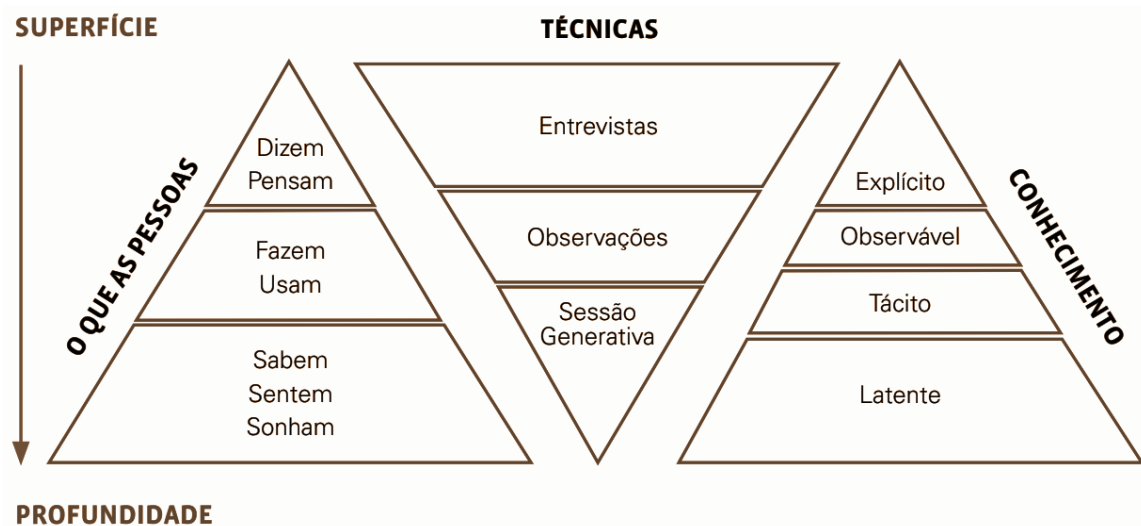 SUPERFÍCIE
TÉCNICAS
O QUE AS PESSOAS
Dizem
Pensam
Fazem
Usam
Sabem
Sentem
Sonham
Entrevistas
Observações
Sessão
Generativa
Explícito
Observável
Tácito
Latente
CONHECIMENTO
PROFUNDIDADE